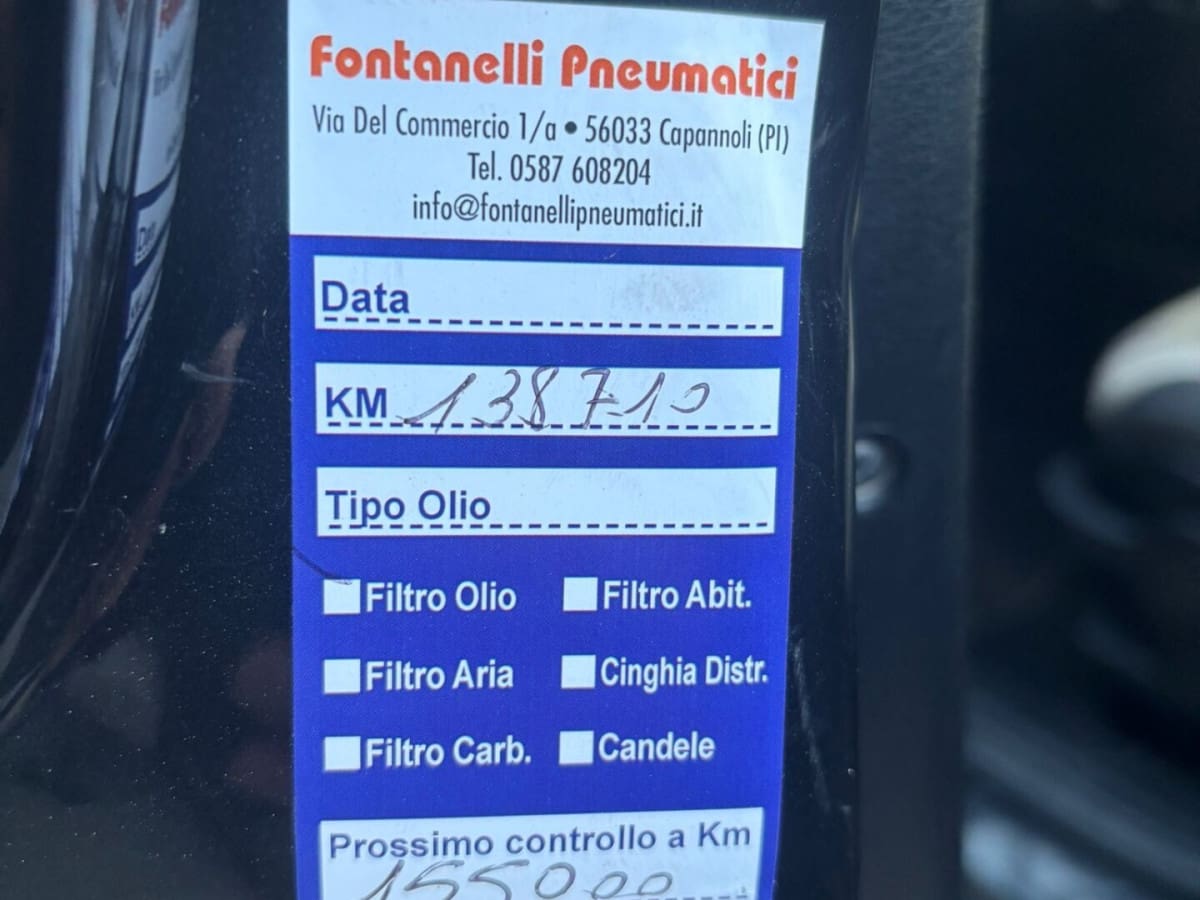 Fontanelli Pneumatici
Via Del Commercio 1/a • 56033 Capannoli (PI)
Tel. 0587 608204
info@fontanellipneumatici.it
Data
KM 138710
Tipo Olio
Filtro Olio Filtro Abit.
Filtro Aria Cinghia Distr.
Filtro Carb. Candele
Prossimo controllo a Km
155000